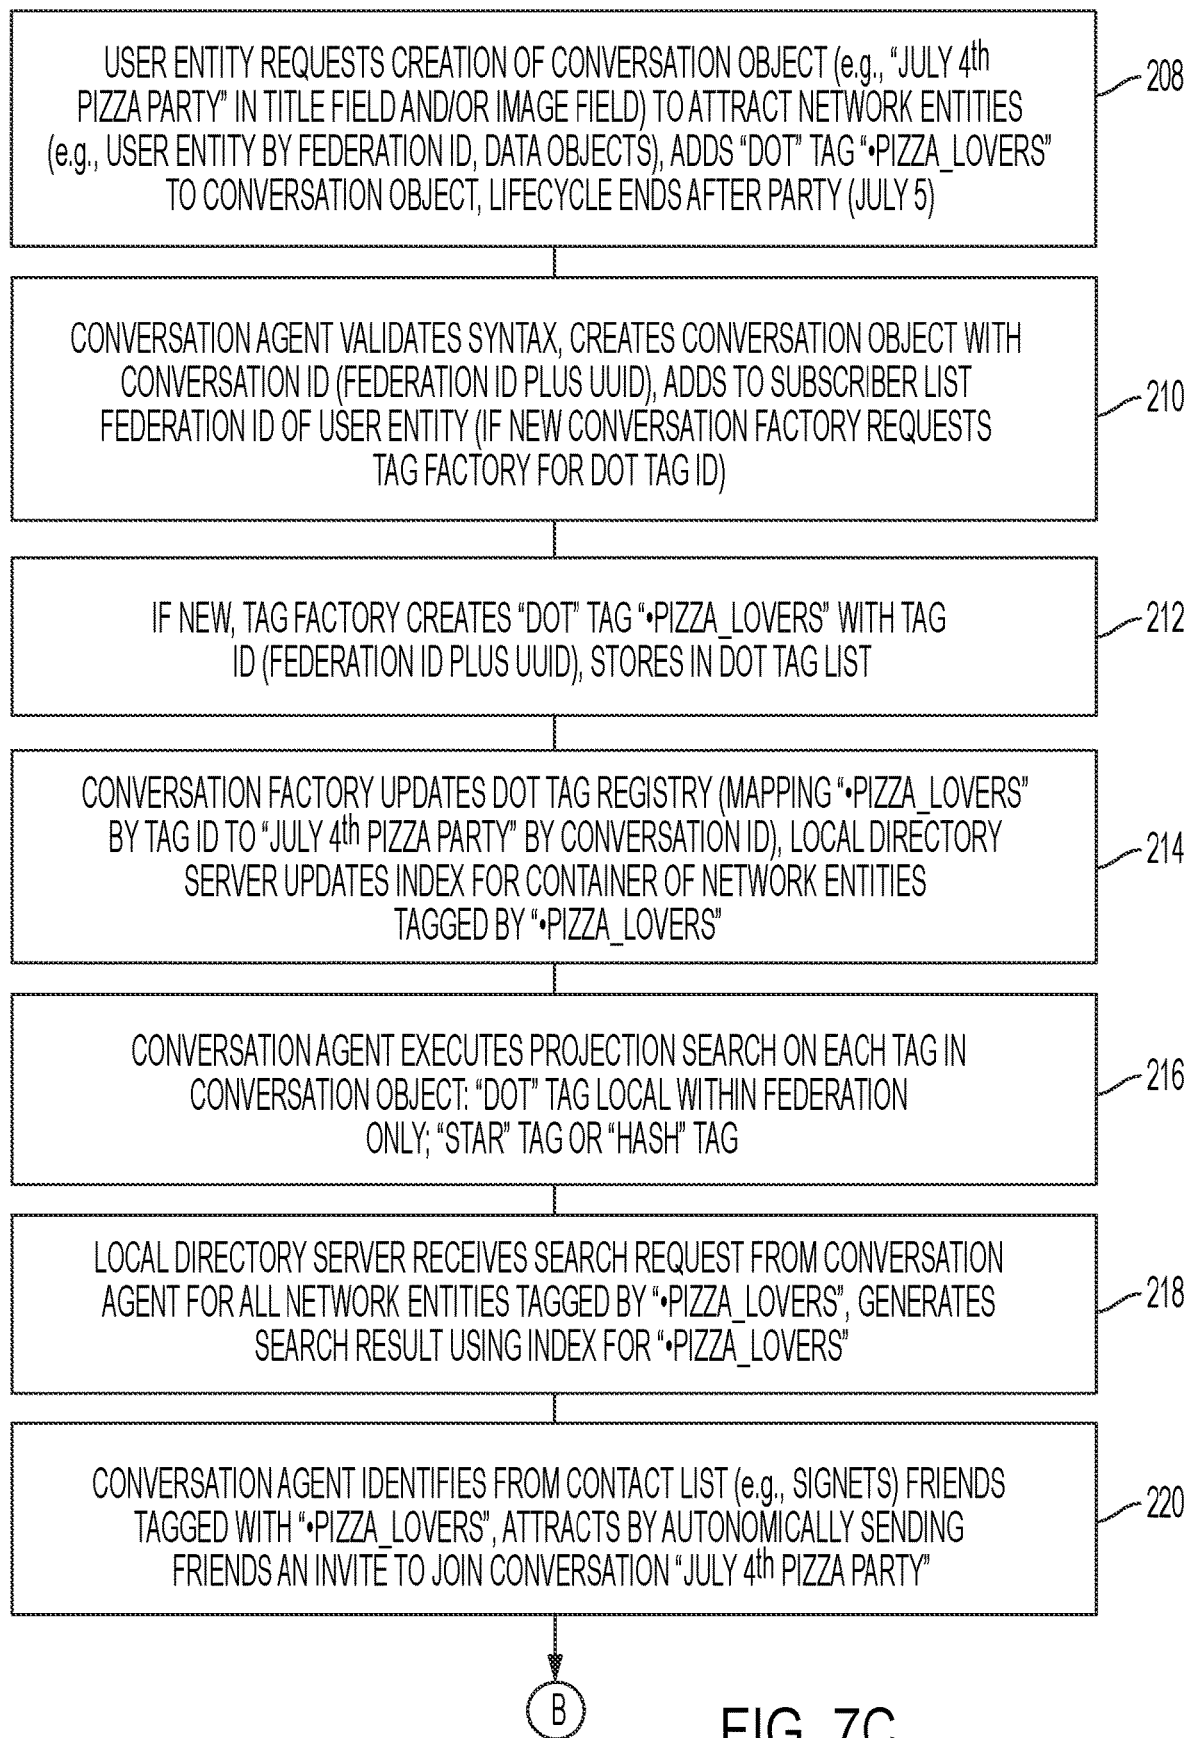 USER ENTITY REQUESTS CREATION OF CONVERSATION OBJECT (e.g., “JULY 4th
PIZZA PARTY” IN TITLE FIELD AND/OR IMAGE FIELD) TO ATTRACT NETWORK ENTITIES
(e.g., USER ENTITY BY FEDERATION ID, DATA OBJECTS), ADDS “DOT” TAG “•PIZZA_LOVERS”
TO CONVERSATION OBJECT, LIFECYCLE ENDS AFTER PARTY (JULY 5)
208
CONVERSATION AGENT VALIDATES SYNTAX, CREATES CONVERSATION OBJECT WITH
CONVERSATION ID (FEDERATION ID PLUS UUID), ADDS TO SUBSCRIBER LIST
FEDERATION ID OF USER ENTITY (IF NEW CONVERSATION FACTORY REQUESTS
TAG FACTORY FOR DOT TAG ID)
210
IF NEW, TAG FACTORY CREATES “DOT” TAG “•PIZZA_LOVERS” WITH TAG
ID (FEDERATION ID PLUS UUID), STORES IN DOT TAG LIST
212
CONVERSATION FACTORY UPDATES DOT TAG REGISTRY (MAPPING “•PIZZA_LOVERS”
BY TAG ID TO “JULY 4th PIZZA PARTY” BY CONVERSATION ID), LOCAL DIRECTORY
SERVER UPDATES INDEX FOR CONTAINER OF NETWORK ENTITIES
TAGGED BY “•PIZZA_LOVERS”
214
CONVERSATION AGENT EXECUTES PROJECTION SEARCH ON EACH TAG IN
CONVERSATION OBJECT: “DOT” TAG LOCAL WITHIN FEDERATION
ONLY; “STAR” TAG OR “HASH” TAG
216
LOCAL DIRECTORY SERVER RECEIVES SEARCH REQUEST FROM CONVERSATION
AGENT FOR ALL NETWORK ENTITIES TAGGED BY “•PIZZA_LOVERS”, GENERATES
SEARCH RESULT USING INDEX FOR “•PIZZA_LOVERS”
218
CONVERSATION AGENT IDENTIFIES FROM CONTACT LIST (e.g., SIGNETS) FRIENDS
TAGGED WITH “•PIZZA_LOVERS”, ATTRACTS BY AUTONOMICALLY SENDING
FRIENDS AN INVITE TO JOIN CONVERSATION “JULY 4th PIZZA PARTY”
220
B
FIG. 7C